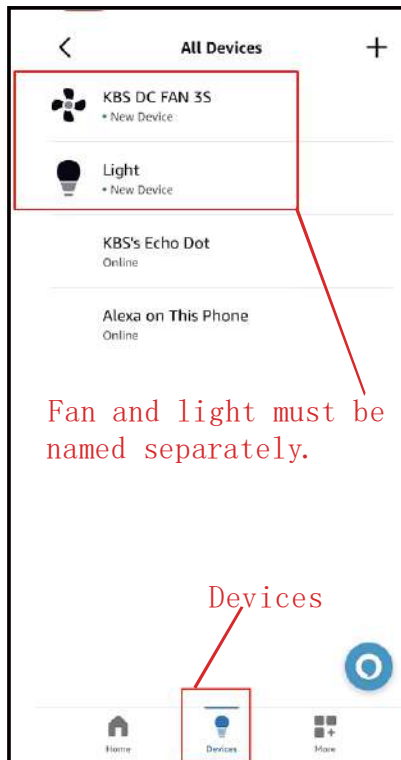 All Devices
KBS DC FAN 3S
• New Device
Light
• New Device
KBS's Echo Dot
Online
Alexa on This Phone
Online
Fan and light must be
named separately.
Devices
Home
Devices
More